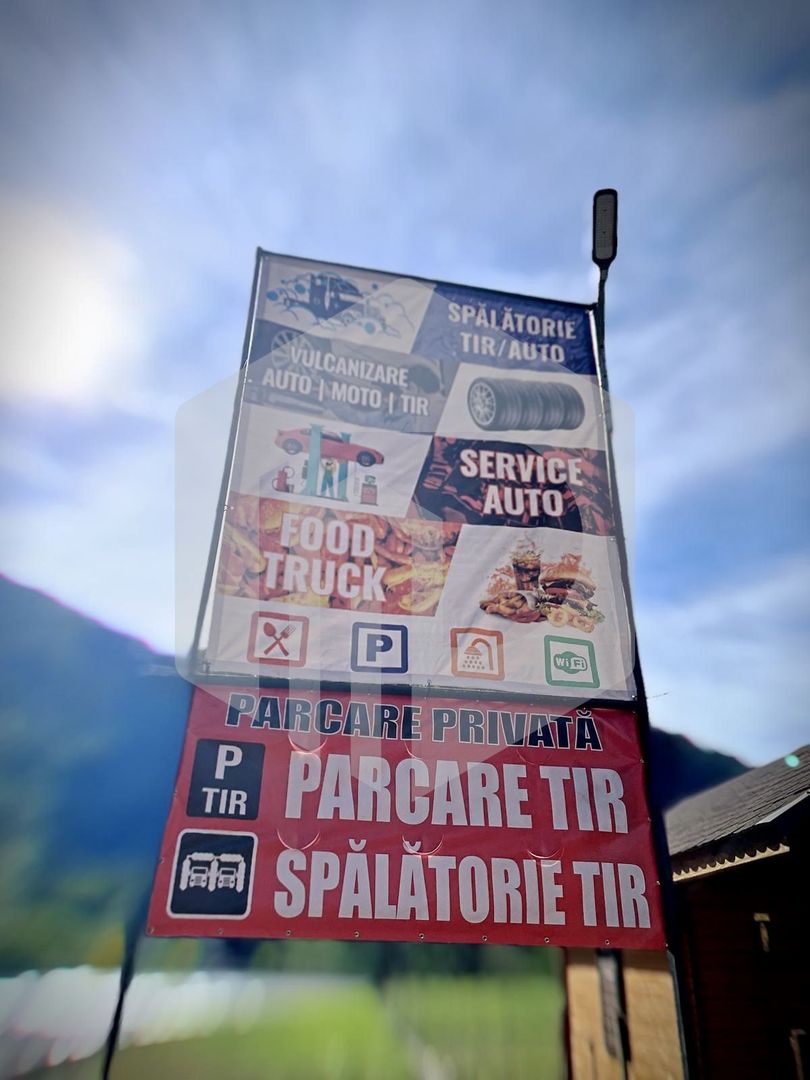 SPĂLĂTORIE
TIR/AUTO
VULCANIZARE
AUTO | MOTO | TIR
SERVICE
AUTO
FOOD
TRUCK
P
WiFi
PARCARE PRIVATĂ
P
TIR
PARCARE TIR
SPĂLĂTORIE TIR